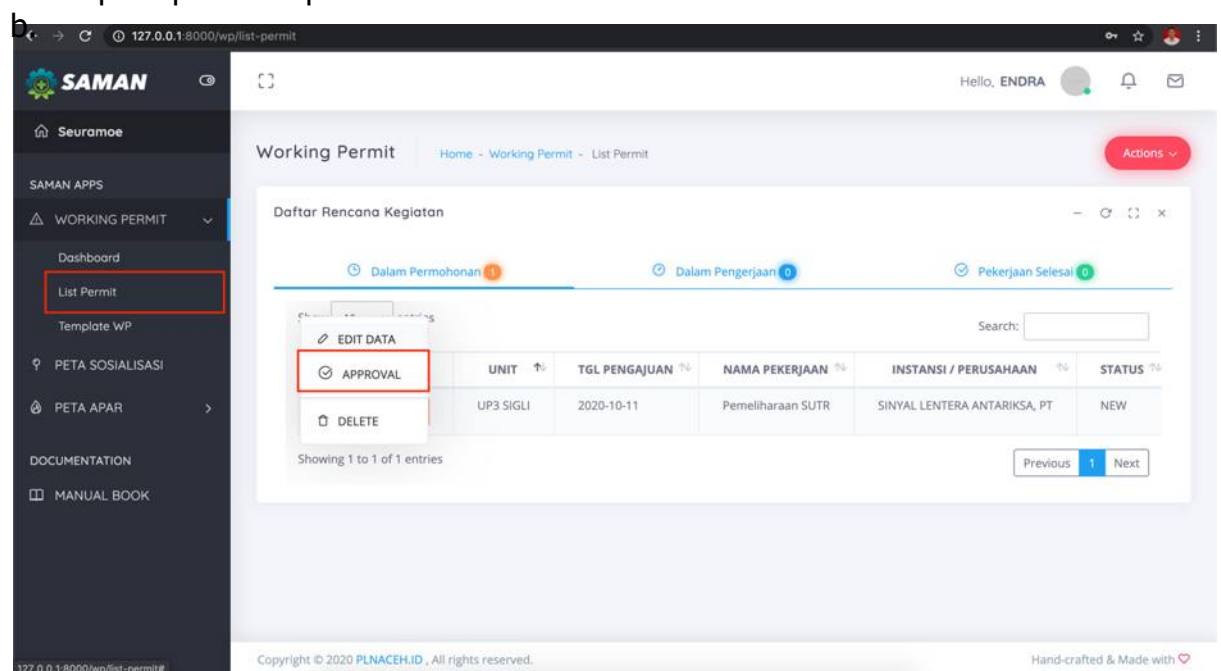 b
127.0.0.1:8000/wp/list-permit
SAMAN
Hello, ENDRA
Seuramoe
Working Permit
Home - Working Permit - List Permit
Actions
SAMAN APPS
WORKING PERMIT
Daftar Rencana Kegiatan
Dashboard
Dalam Permohonan 1
Dalam Pengerjaan 0
Pekerjaan Selesai 0
List Permit
Template WP
Search:
EDIT DATA
PETA SOSIALISASI
APPROVAL
UNIT TGL PENGAJUAN NAMA PEKERJAAN INSTANSI / PERUSAHAAN STATUS
PETA APAR
UP3 SIGLI 2020-10-11 Pemeliharaan SUTR SINYAL LENTERA ANTARIKSA, PT NEW
DELETE
DOCUMENTATION
Showing 1 to 1 of 1 entries
Previous 1 Next
MANUAL BOOK
Copyright © 2020 PLNACEH.ID , All rights reserved.
Hand-crafted & Made with
127.0.0.1:8000/wp/list-permit#